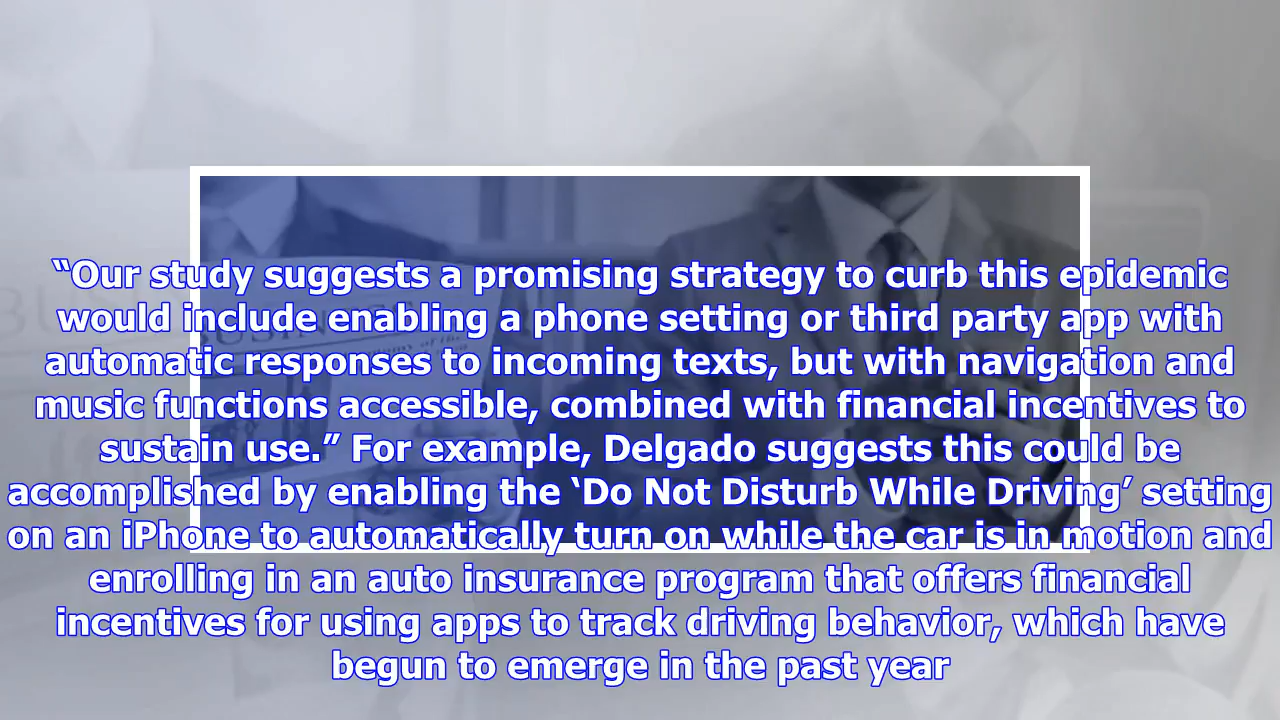 “Our study suggests a promising strategy to curb this epidemic
would include enabling a phone setting or third party app with
automatic responses to incoming texts, but with navigation and
music functions accessible, combined with financial incentives to
sustain use.” For example, Delgado suggests this could be
accomplished by enabling the ‘Do Not Disturb While Driving’ setting
on an iPhone to automatically turn on while the car is in motion and
enrolling in an auto insurance program that offers financial
incentives for using apps to track driving behavior, which have
begun to emerge in the past year